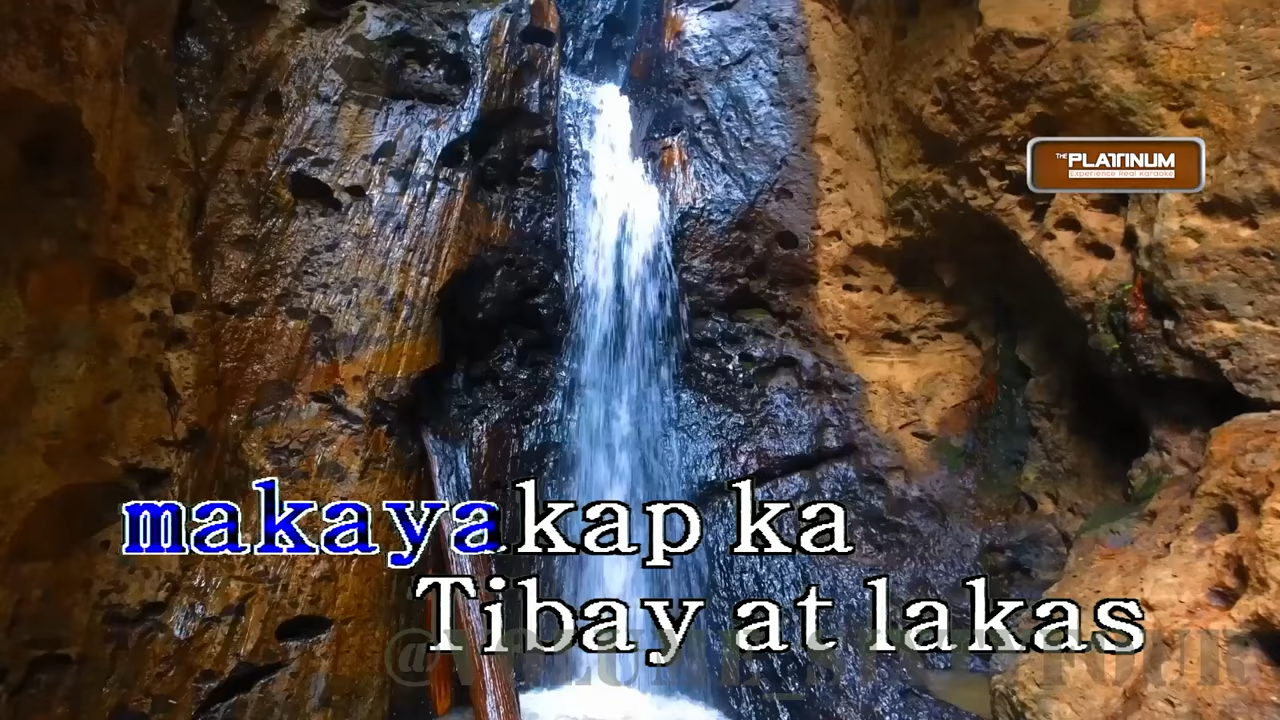 THE PLATINUM
Experience Real Karaoke
makayakap ka
Tibay at lakas